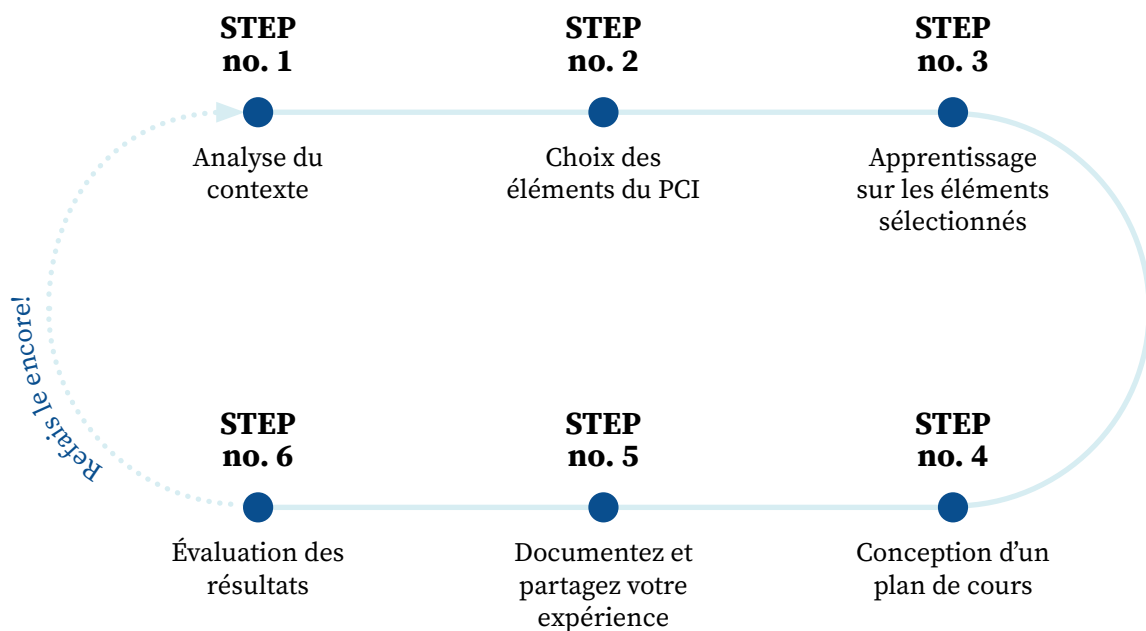 STEP
no. 1
Analyse du
contexte
STEP
no. 2
Choix des
éléments du PCI
STEP
no. 3
Apprentissage
sur les éléments
sélectionnés
STEP
no. 4
Conception d’un
plan de cours
STEP
no. 5
Documentez et
partagez votre
expérience
STEP
no. 6
Évaluation des
résultats
Refais le encore!